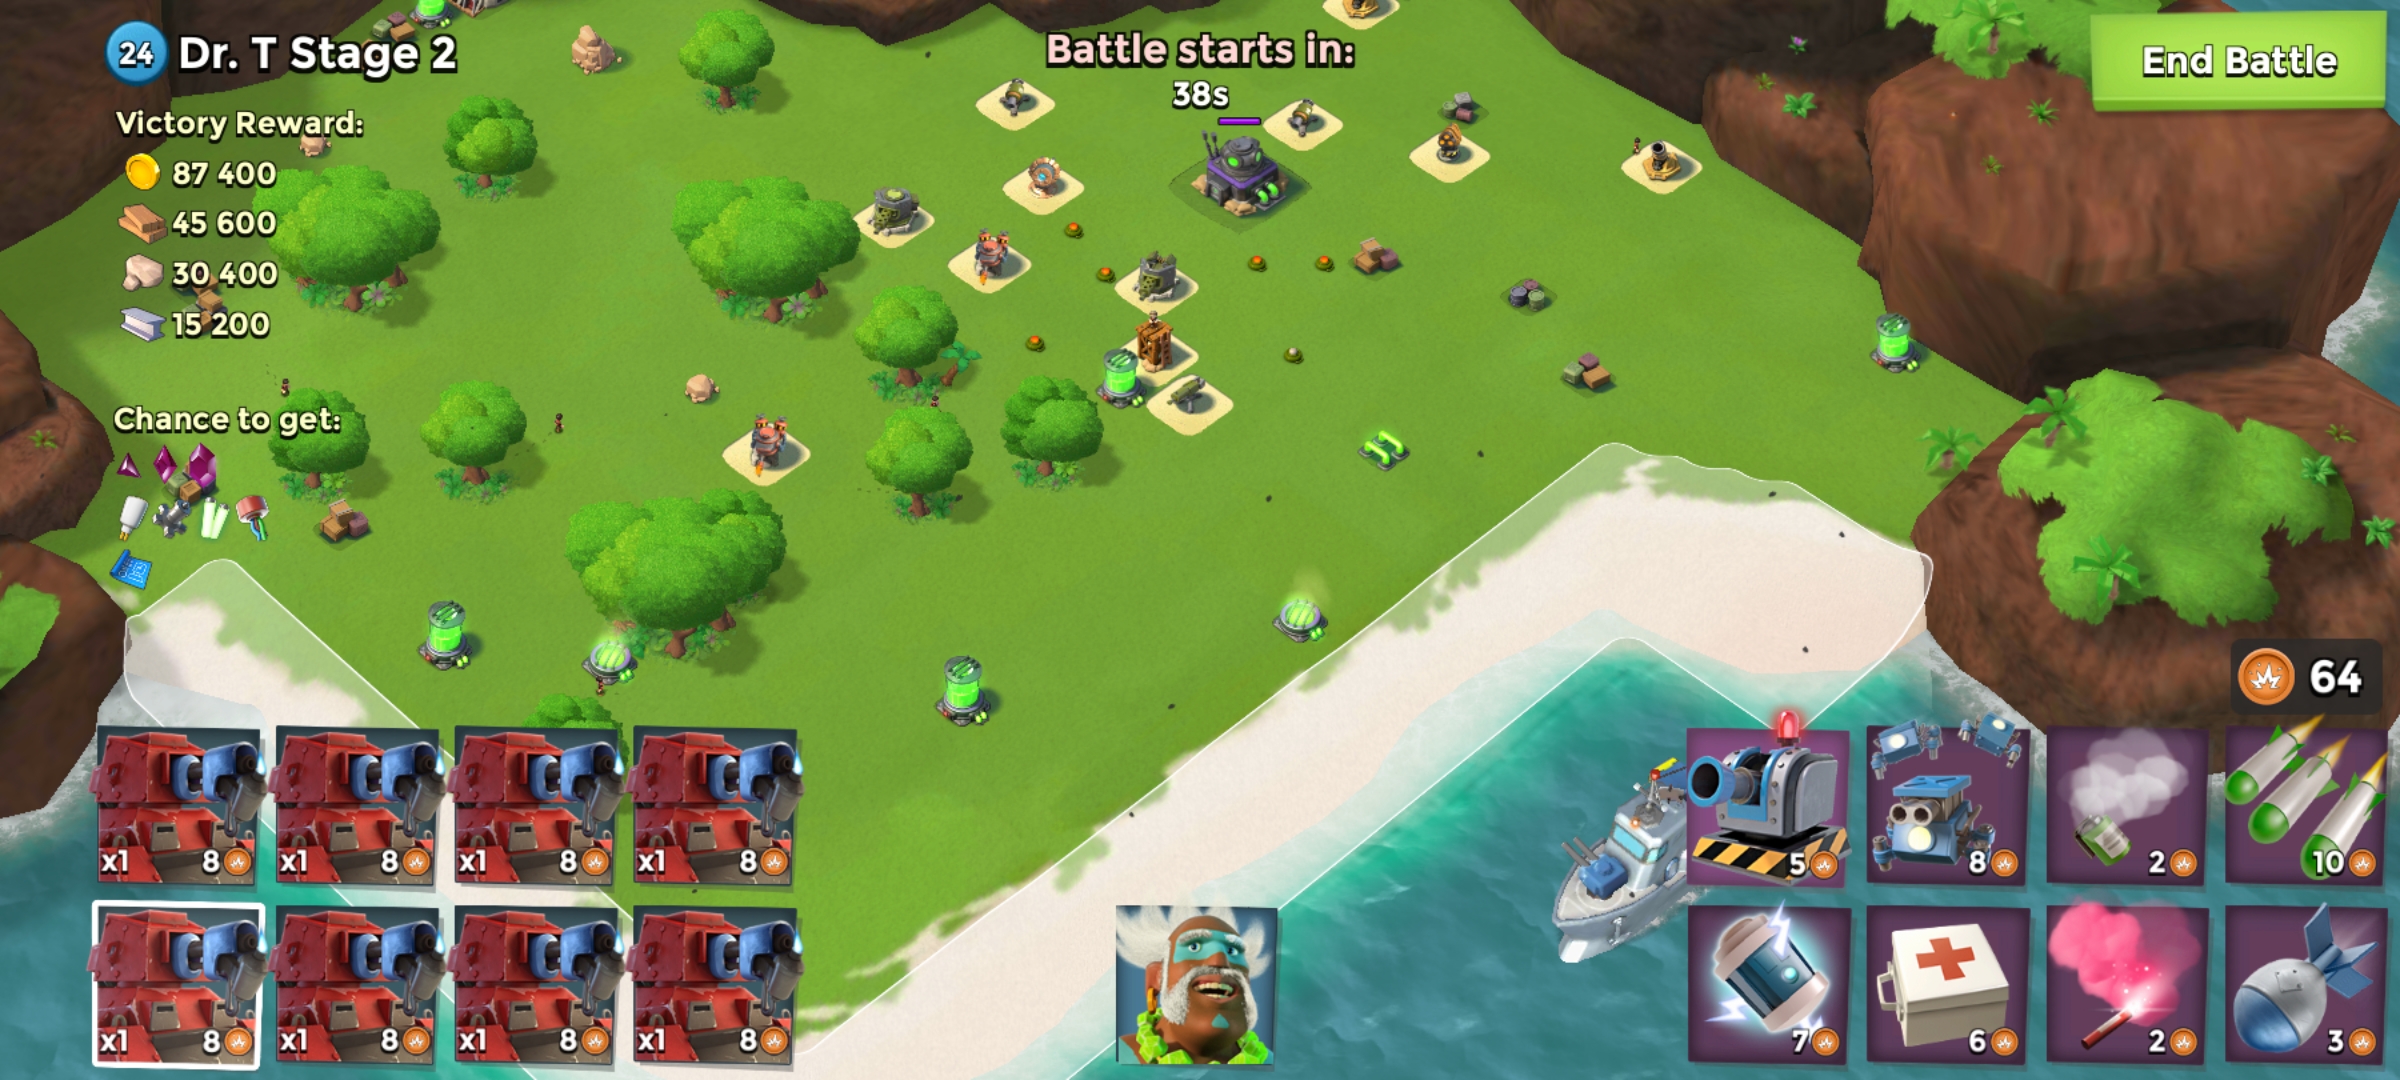 24 Dr. T Stage 2
Battle starts in:
38s
End Battle
Victory Reward:
87 400
45 600
30 400
15 200
Chance to get:
64
x1 8 x1 8 x1 8 x1 8
5 8 2 10
x1 8 x1 8 x1 8 x1 8
7 6 2 3